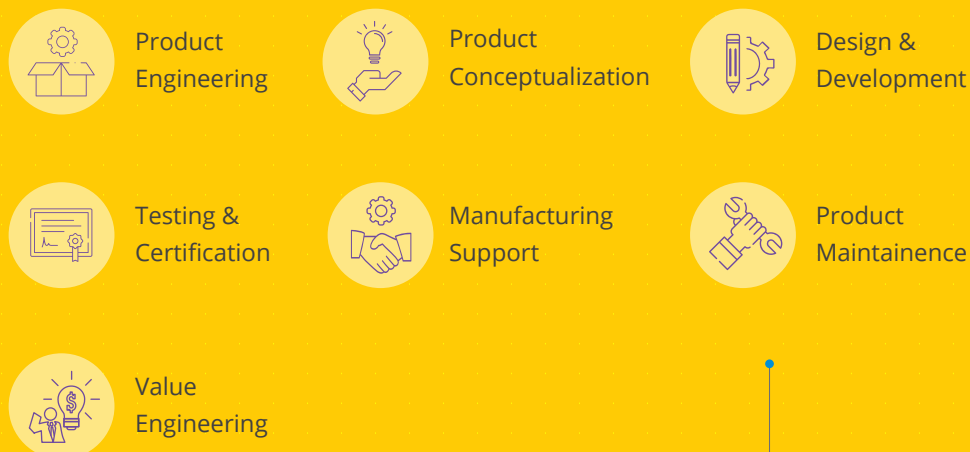 Product
Engineering
Product
Conceptualization
Design &
Development
Testing &
Certification
Manufacturing
Support
Product
Maintainence
Value
Engineering